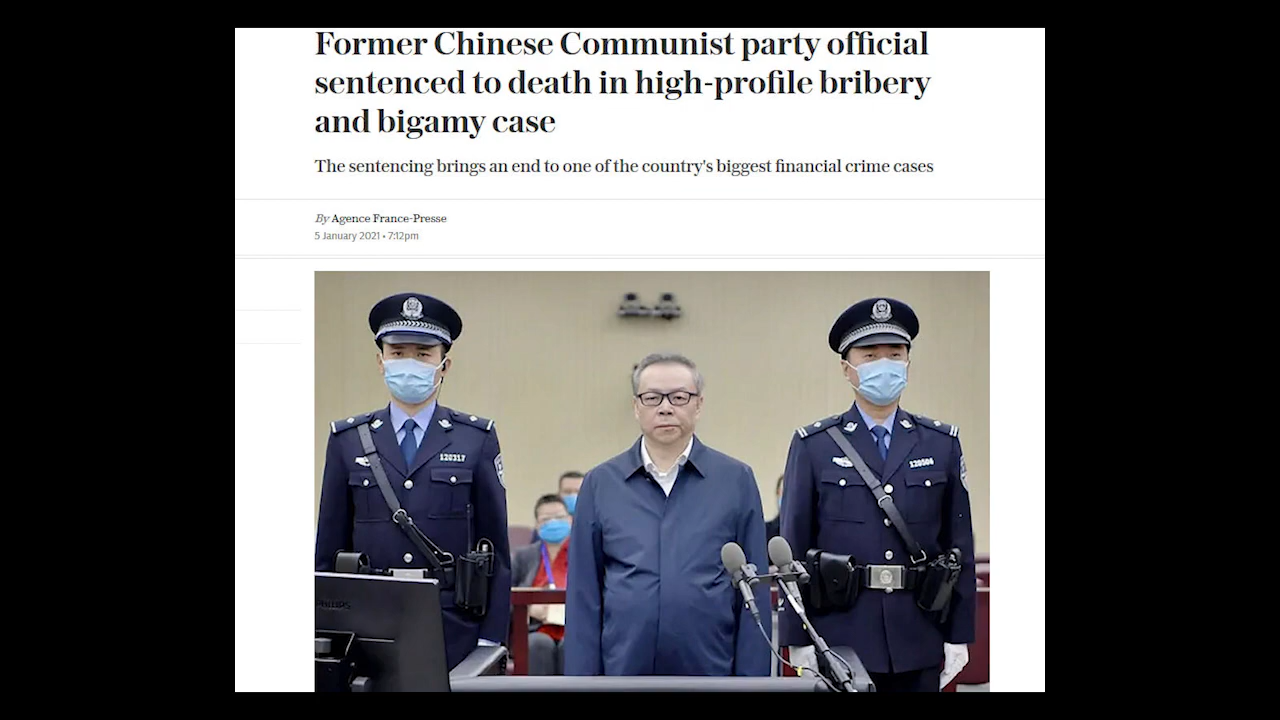 Former Chinese Communist party official
sentenced to death in high-profile bribery
and bigamy case
The sentencing brings an end to one of the country's biggest financial crime cases
By Agence France-Presse
5 January 2021 • 7:12pm
120317
120504
PHILIPS